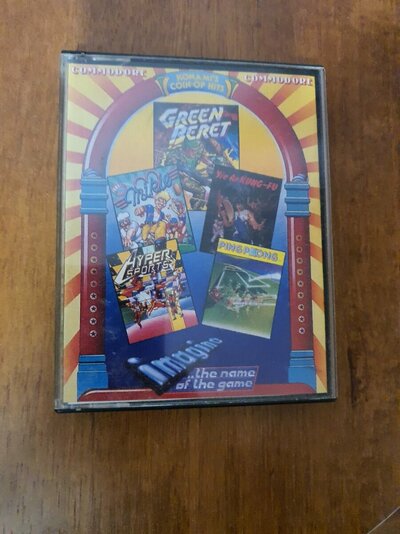 COMMODORE
KONAMI'S
COIN-OP HITS
COMMODORE
GREEN
BERET
Mikie
Yie Ar KUNG-FU
HYPER
SPORTS
PING PONG
imagine
...the name
of the game